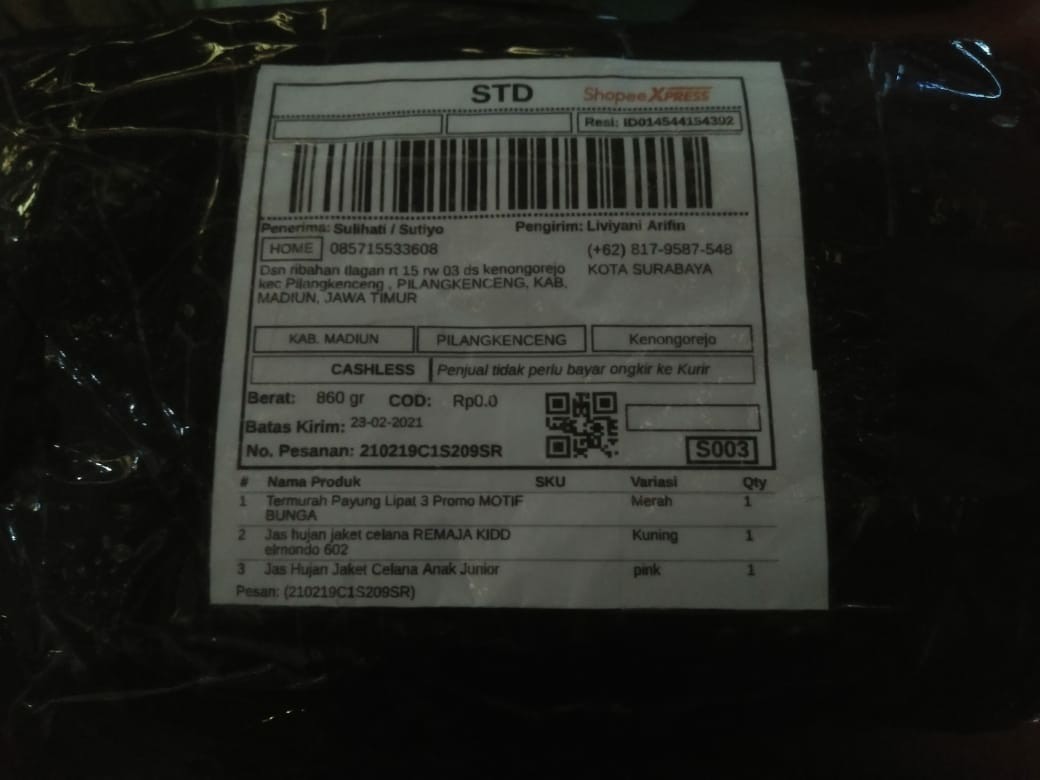 STD Shopee XPRESS
Resi: ID014544154392
Penerima: Sulihati / Sutiyo Pengirim: Liviyani Arifin
HOME 085715533608 (+62) 817-9587-548
Dsn ribahan tlagan rt 15 rw 03 ds kenongorejo KOTA SURABAYA
kec Pilangkenceng , PILANGKENCENG, KAB.
MADIUN, JAWA TIMUR
KAB. MADIUN PILANGKENCENG Kenongorejo
CASHLESS Penjual tidak perlu bayar ongkir ke Kurir
Berat: 860 gr COD: Rp0.0
Batas Kirim: 23-02-2021
No. Pesanan: 210219C1S209SR S003
# Nama Produk SKU Variasi Qty
1 Termurah Payung Lipat 3 Promo MOTIF Merah 1
BUNGA
2 Jas hujan jaket celana REMAJA KIDD Kuning 1
elmondo 602
3 Jas Hujan Jaket Celana Anak Junior pink 1
Pesan: (210219C1S209SR)